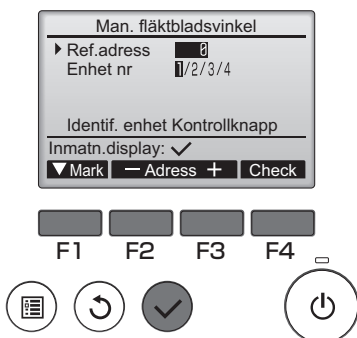 Man. fläktbladsvinkel
Ref.adress 0
Enhet nr 1/2/3/4
Identif. enhet Kontrollknapp
Inmatn.display: ✓
▼Mark − Adress + Check
F1 F2 F3 F4